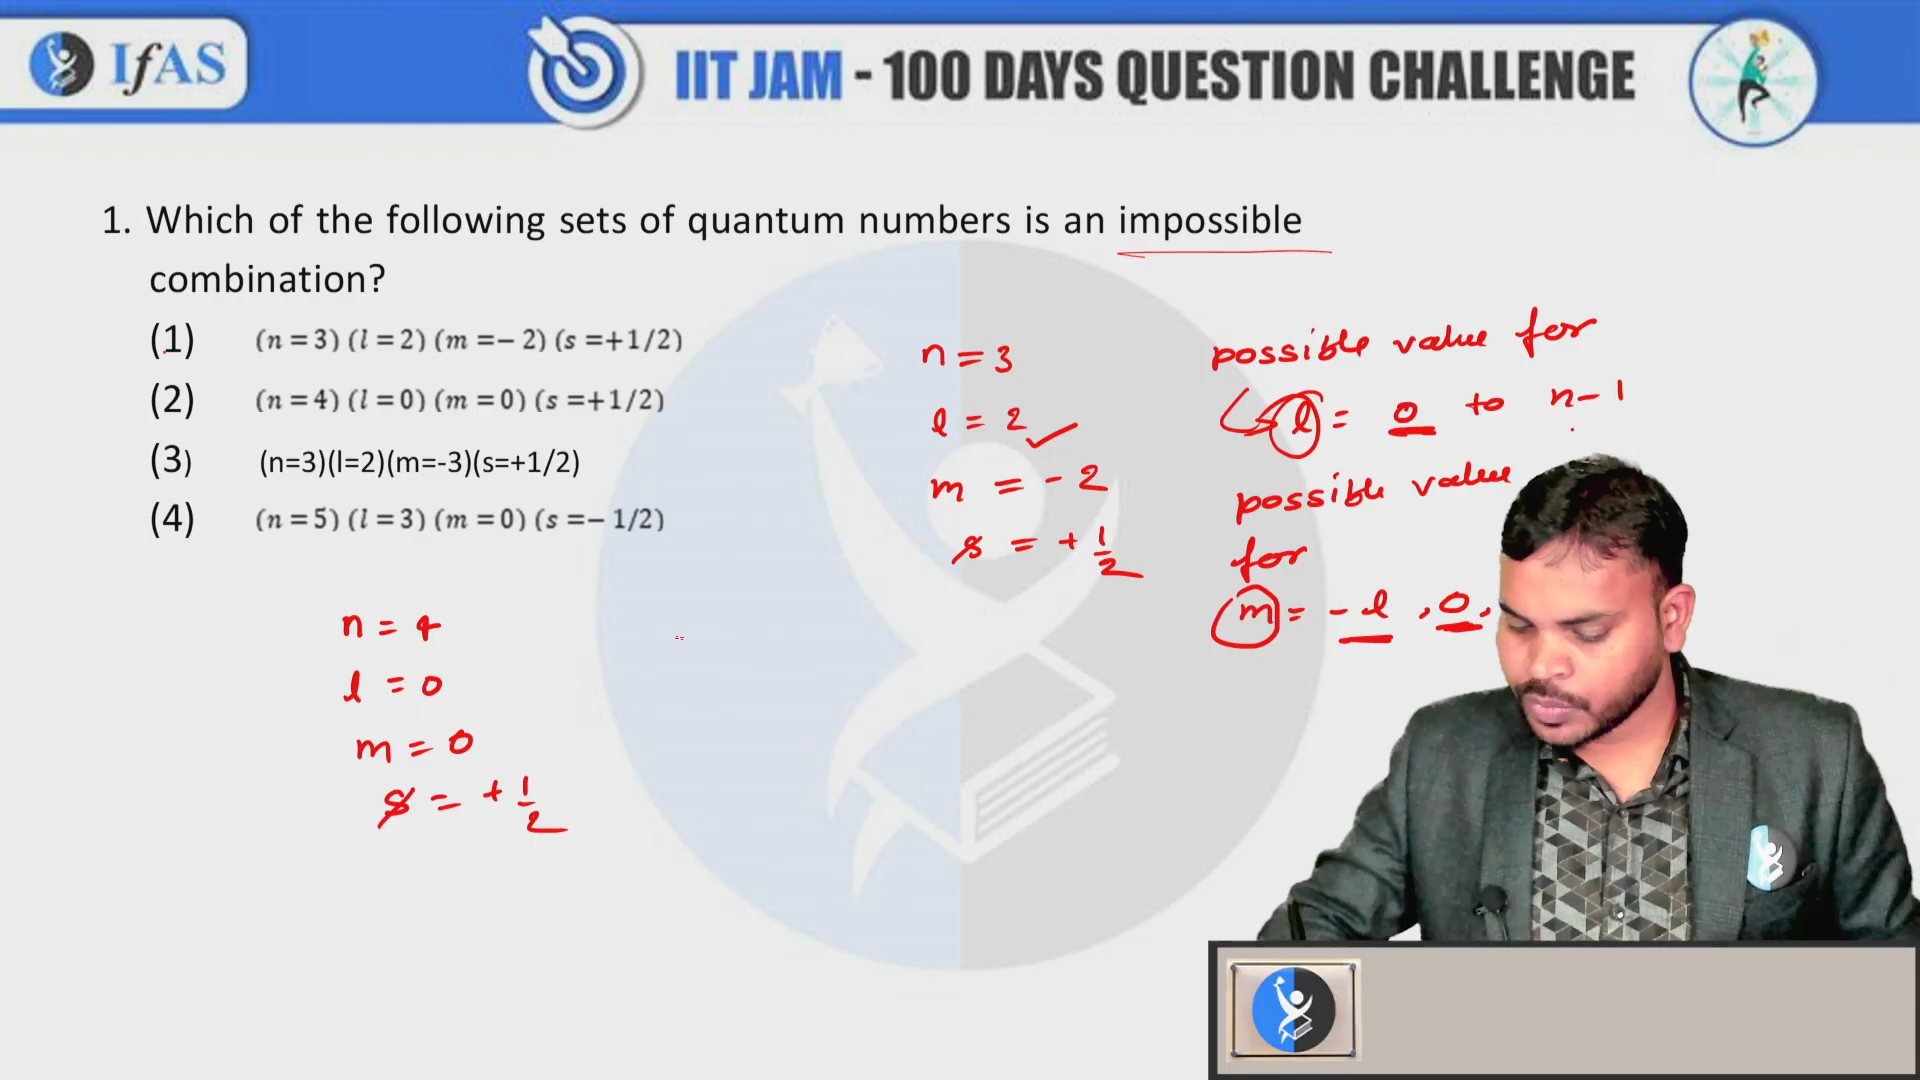 IfAS
IIT JAM - 100 DAYS QUESTION CHALLENGE
1. Which of the following sets of quantum numbers is an impossible
combination?
(1) (n = 3) (l = 2) (m =– 2) (s =+1/2)
(2) (n = 4) (l = 0) (m = 0) (s =+1/2)
(3) (n=3)(l=2)(m=-3)(s=+1/2)
(4) (n = 5) (l = 3) (m = 0) (s =– 1/2)
n = 3
l = 2 ✓
m = - 2
s = + 1/2
possible value for
l = 0 to n-1
possible value
for
m = - l , 0,
n = 4
l = 0
m = 0
s = + 1/2